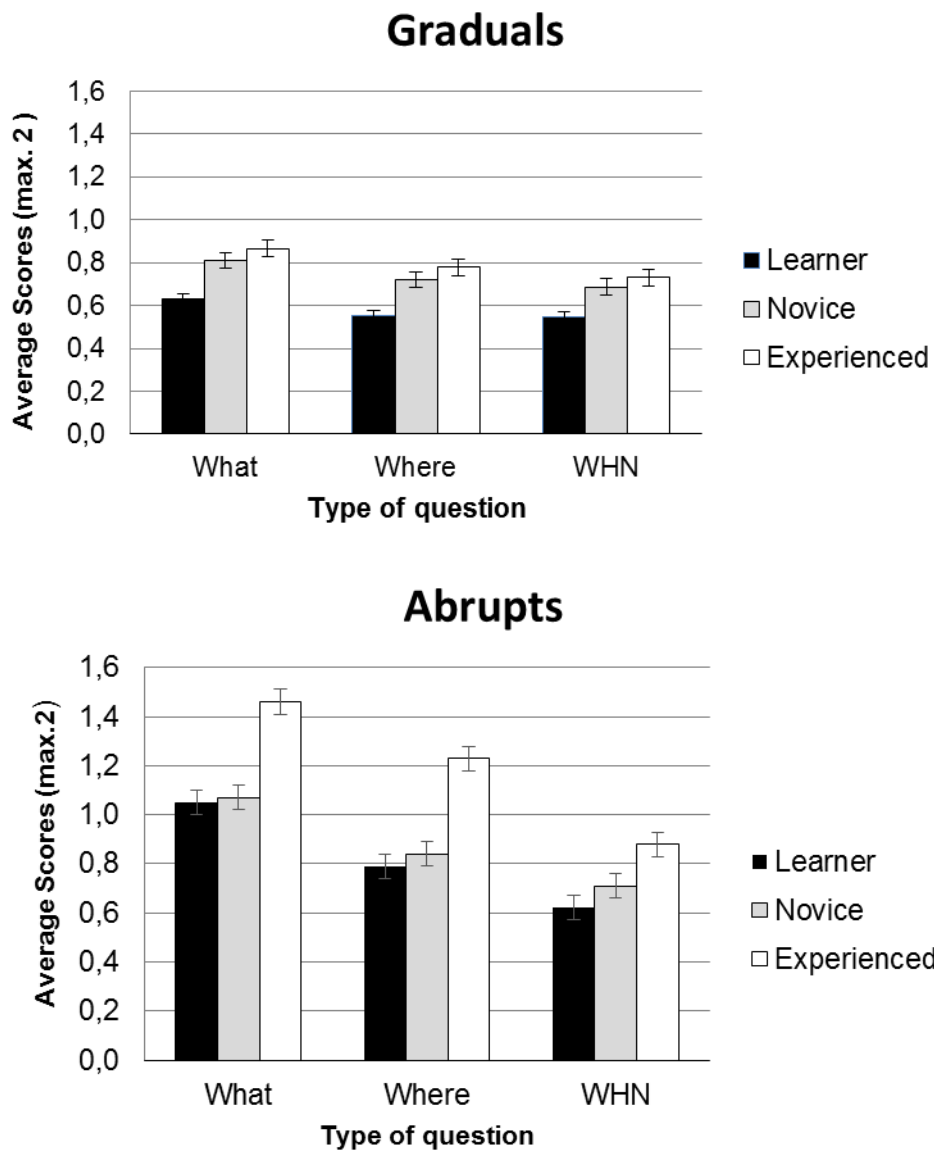 Graduals
Average Scores (max. 2 )
1,6
1,4
1,2
1,0
0,8
0,6
0,4
0,2
0,0
What Where WHN
Type of question
Learner
Novice
Experienced
Abrupts
Average Scores (max.2)
1,6
1,4
1,2
1,0
0,8
0,6
0,4
0,2
0,0
What Where WHN
Type of question
Learner
Novice
Experienced